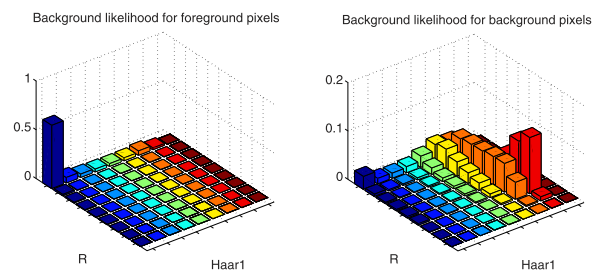 Background likelihood for foreground pixels
1
0.5
0
R
Haar1
Background likelihood for background pixels
0.2
0.1
0
R
Haar1